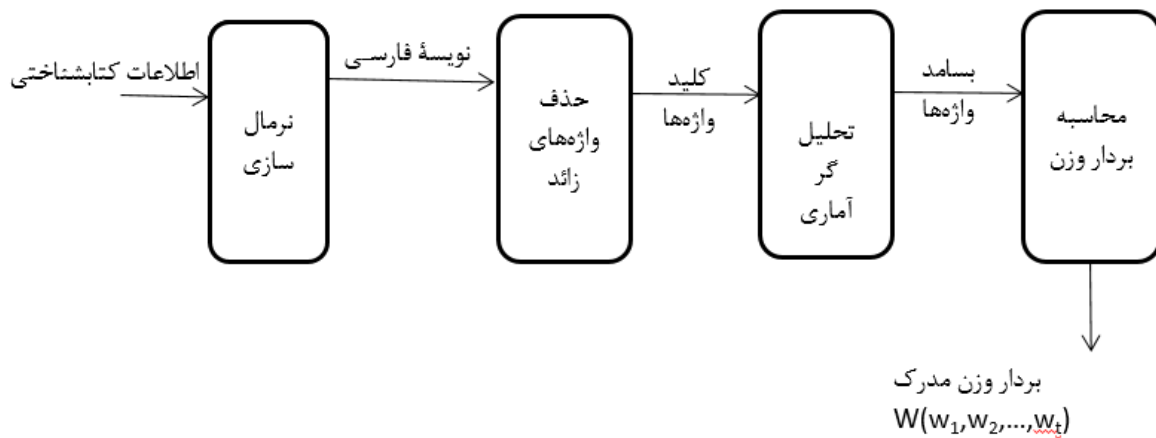 اطلاعات کتابشناختی
نرمال
سازی
نویسهٔ فارسی
حذف
واژه‌های
زائد
کلید
واژه‌ها
تحلیل
گر
آماری
بسامد
واژه‌ها
محاسبه
بردار وزن
بردار وزن مدرک
W(w₁,w₂,...,wₜ)